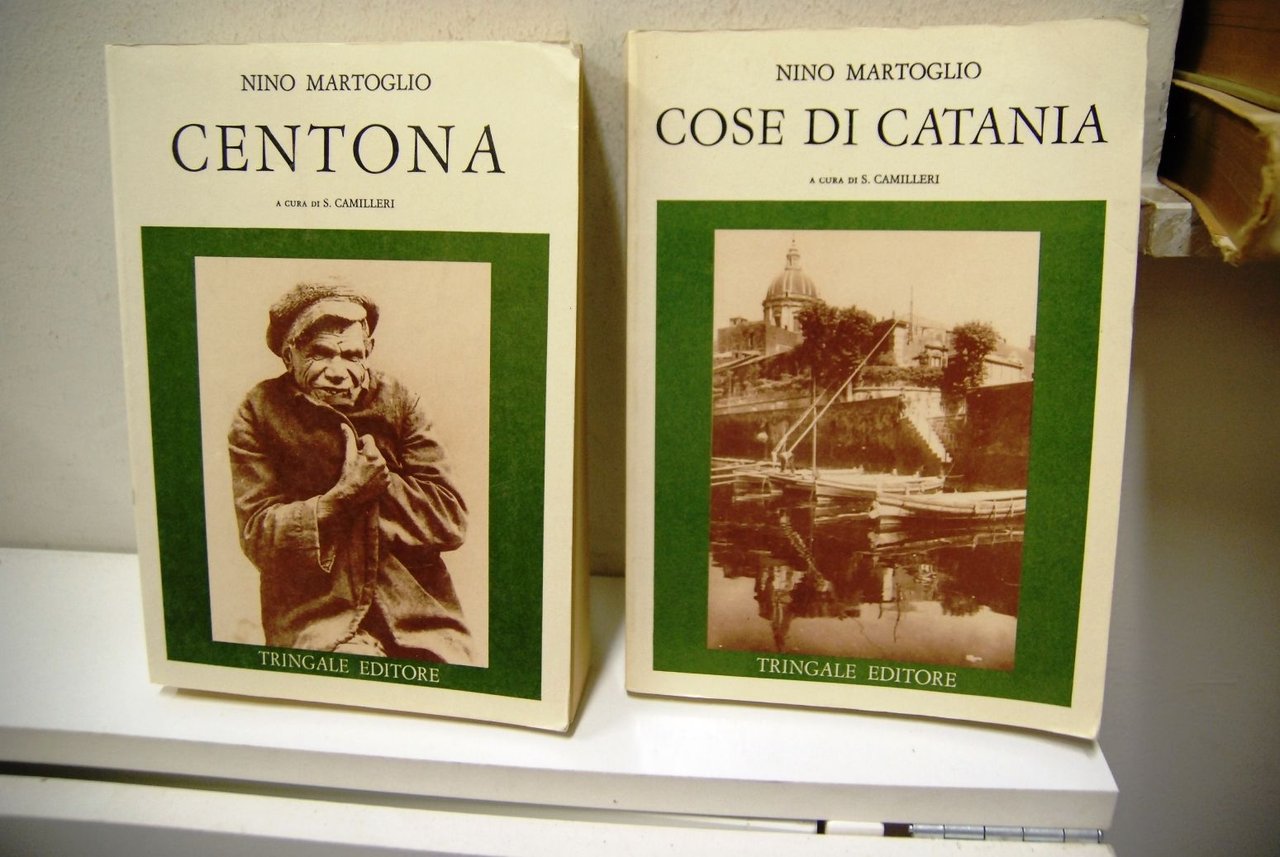 NINO MARTOGLIO
CENTONA
A CURA DI S. CAMILLERI
TRINGALE EDITORE
NINO MARTOGLIO
COSE DI CATANIA
A CURA DI S. CAMILLERI
TRINGALE EDITORE